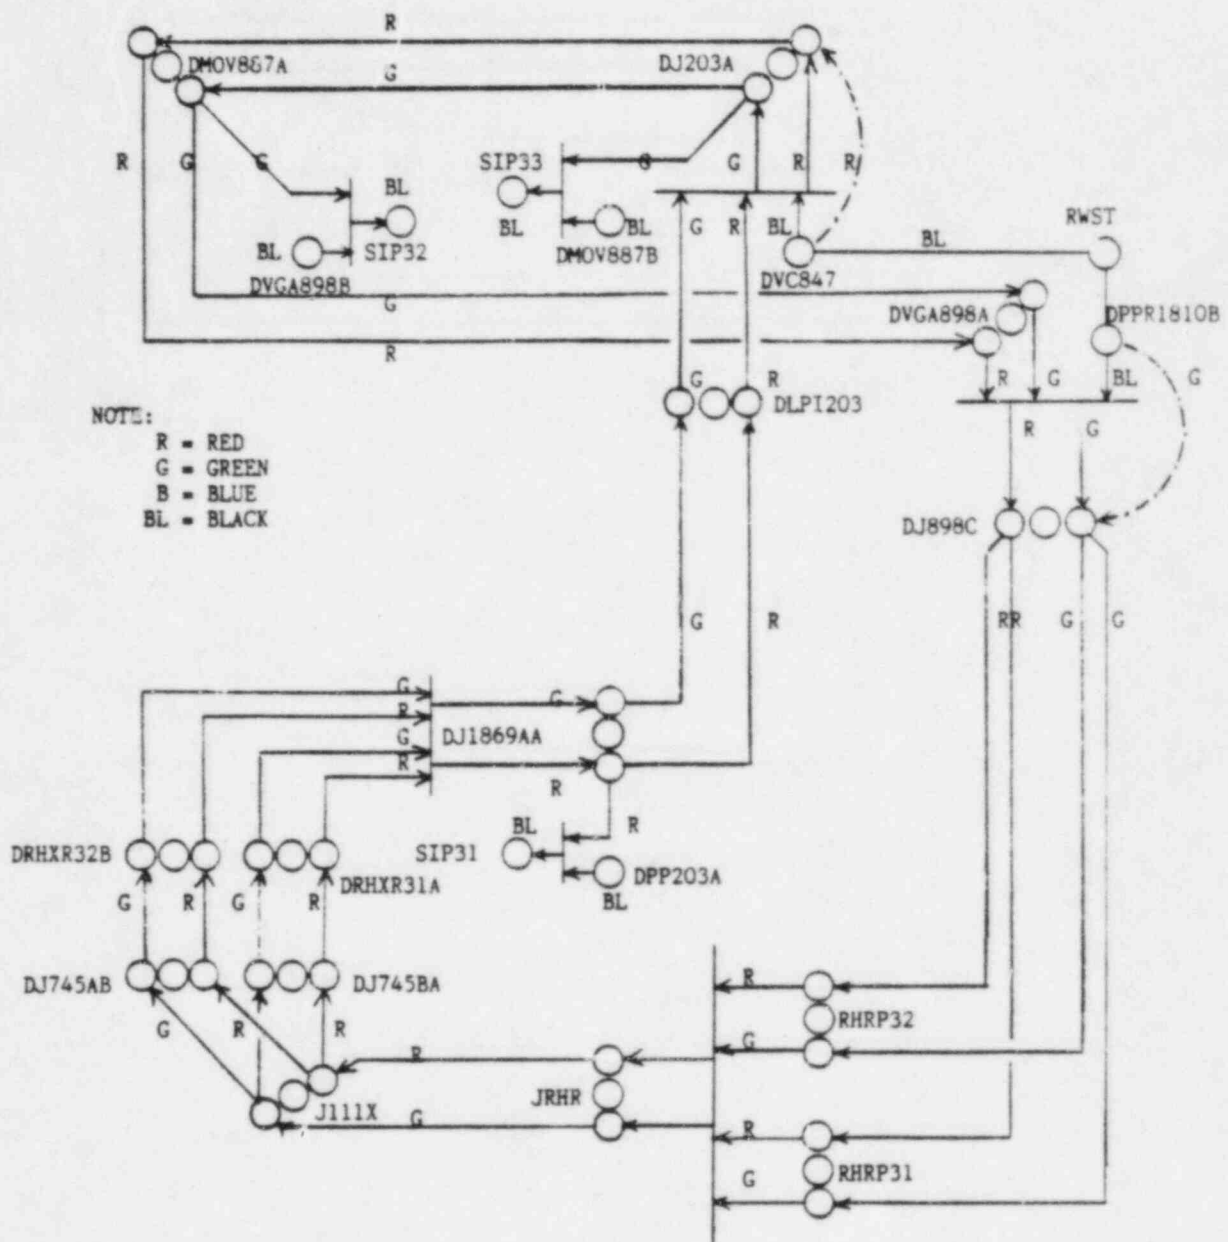 R
DMOV867A
G
DJ203A
R
G
G
SIP33
G
G
R
R
BL
SIP32
BL
DVGA898B
BL
BL
DMOV887B
G
R
BL
DVC847
BL
RWST
G
R
DVGA898A
DPPR1810B
R
G
BL
G
NOTE:
R = RED
G = GREEN
B = BLUE
BL = BLACK
G
R
DLPI203
R
G
DJ898C
G
R
RR
G
G
G
R
G
R
DJ1869AA
G
R
DRHXR32B
DRHXR31A
BL
SIP31
R
DPP203A
BL
G
R
G
R
DJ745AB
DJ745BA
G
R
R
R
J111X
G
JRHR
R
RHRP32
G
R
RHRP31
G